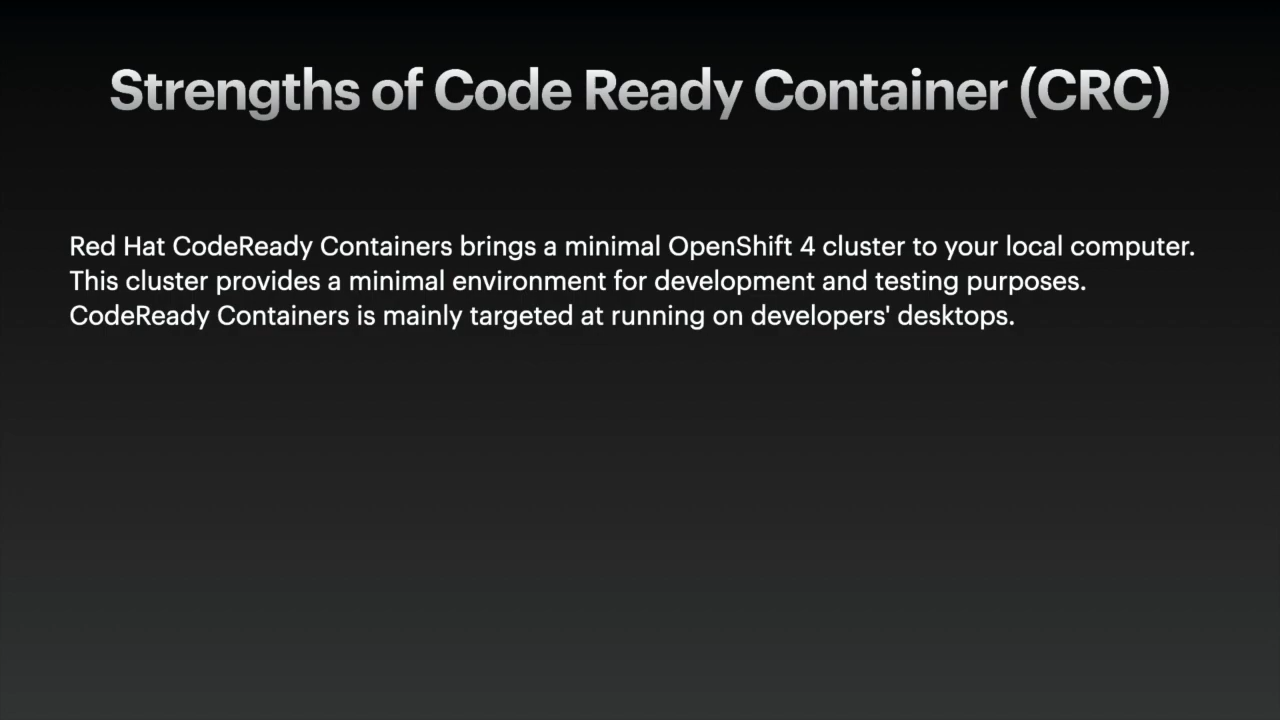 Strengths of Code Ready Container (CRC)
Red Hat CodeReady Containers brings a minimal OpenShift 4 cluster to your local computer.
This cluster provides a minimal environment for development and testing purposes.
CodeReady Containers is mainly targeted at running on developers' desktops.